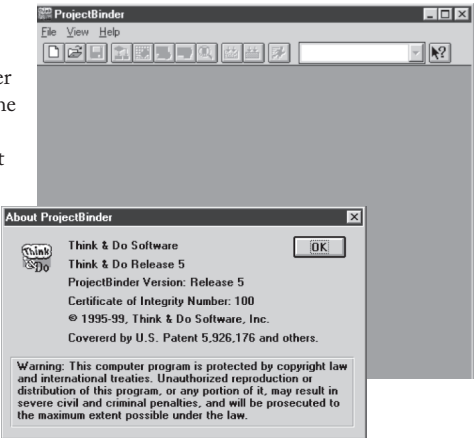 ProjectBinder
File View Help
er
ne
t
About ProjectBinder
Think & Do
Think & Do Software
OK
Think & Do Release 5
ProjectBinder Version: Release 5
Certificate of Integrity Number: 100
© 1995-99, Think & Do Software, Inc.
Covererd by U.S. Patent 5,926,176 and others.
Warning: This computer program is protected by copyright law
and international treaties. Unauthorized reproduction or
distribution of this program, or any portion of it, may result in
severe civil and criminal penalties, and will be prosecuted to
the maximum extent possible under the law.